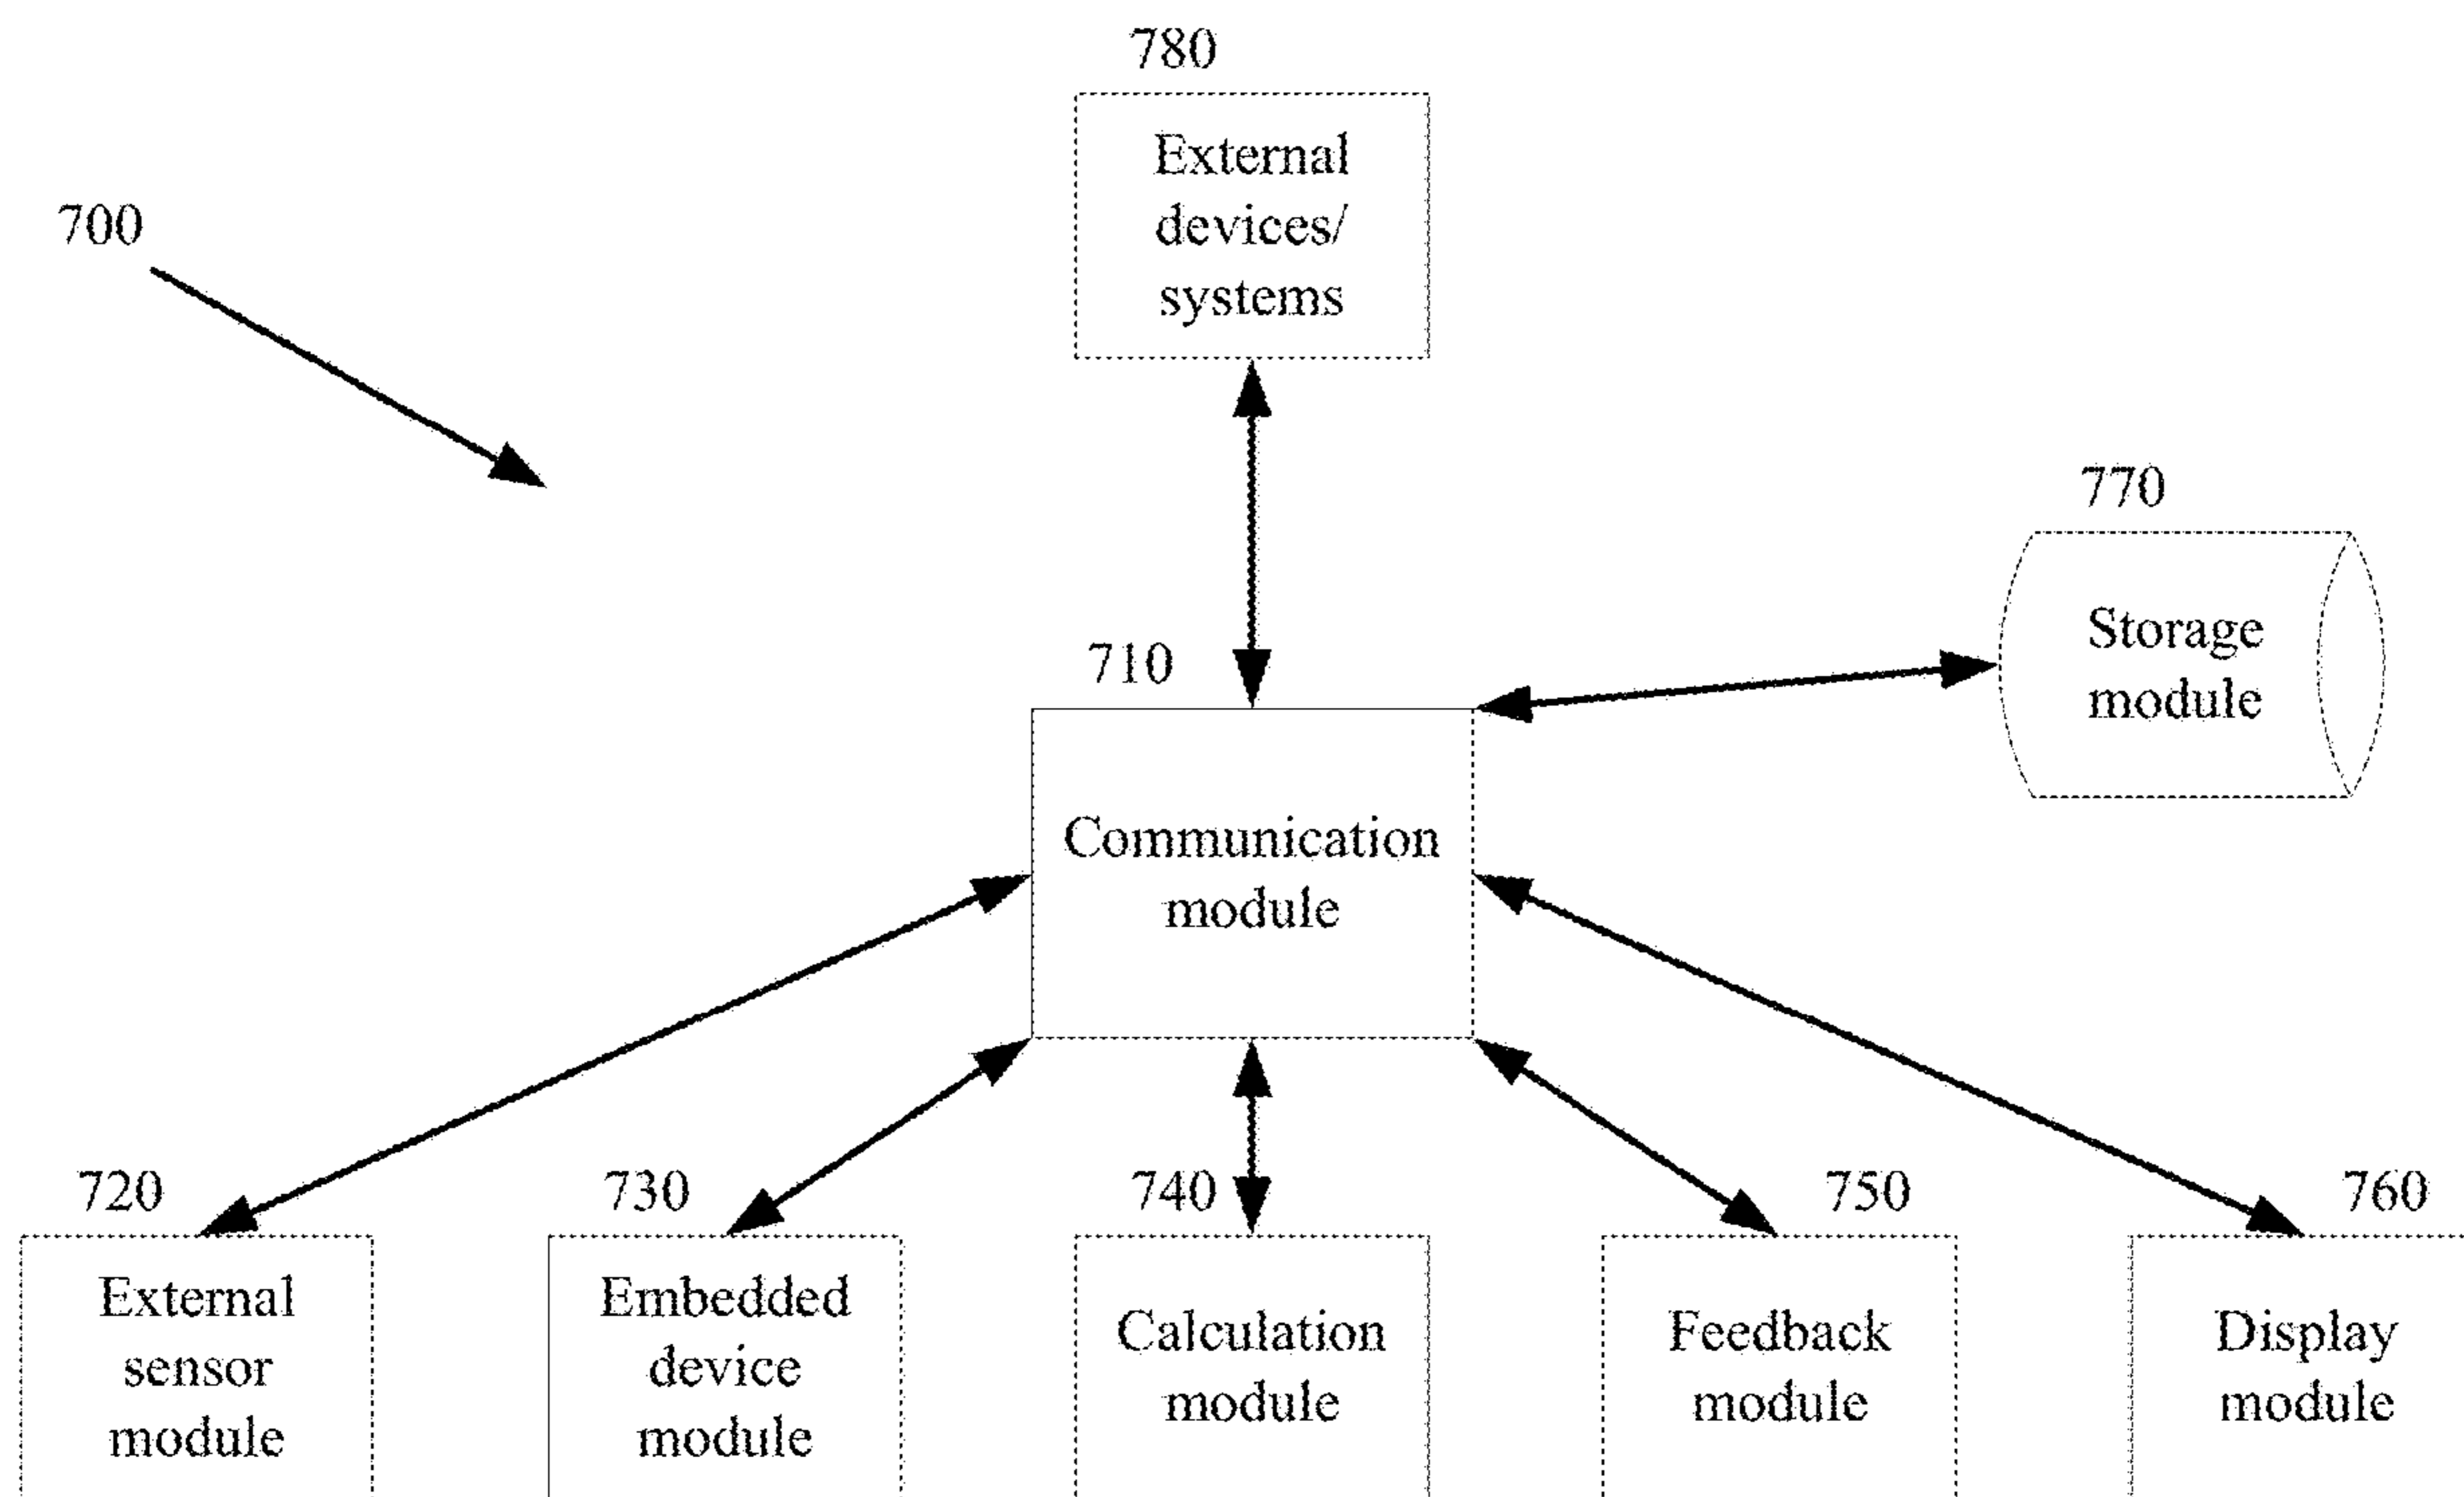 780
External
devices/
systems
700
770
Storage
module
710
Communication
module
720
External
sensor
module
730
Embedded
device
module
740
Calculation
module
750
Feedback
module
760
Display
module